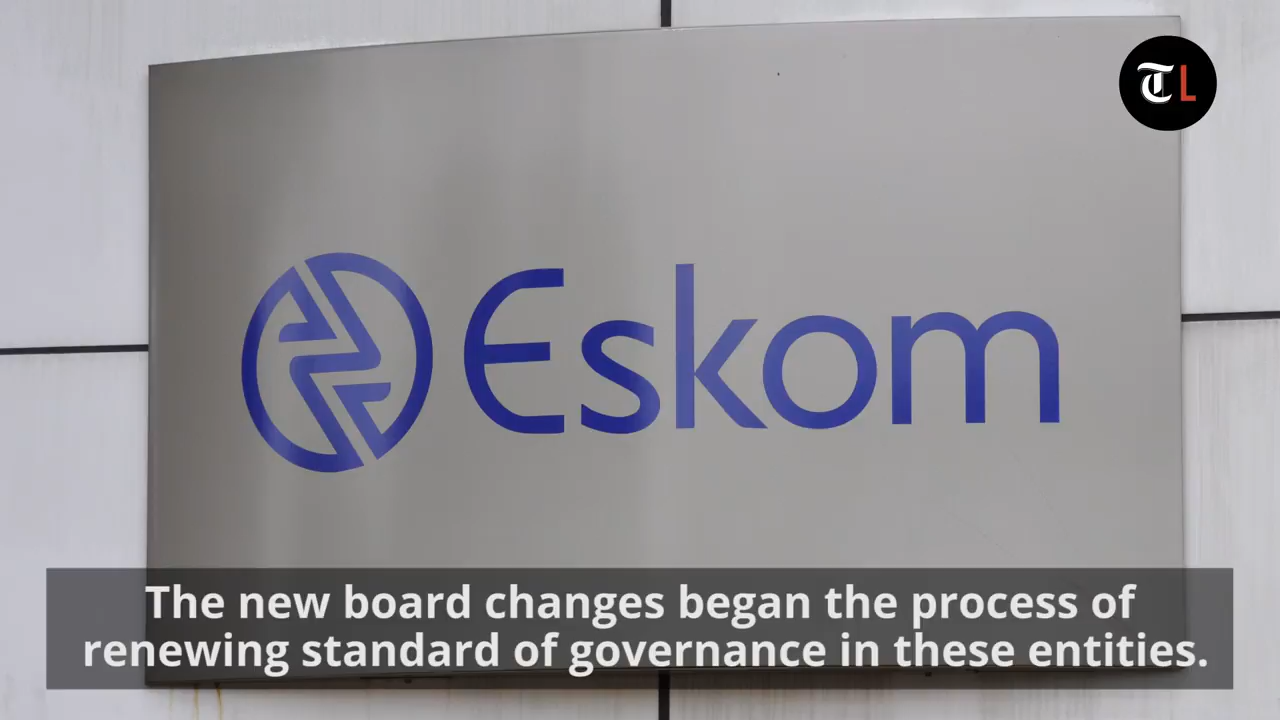 TL
Eskom
The new board changes began the process of
renewing standard of governance in these entities.